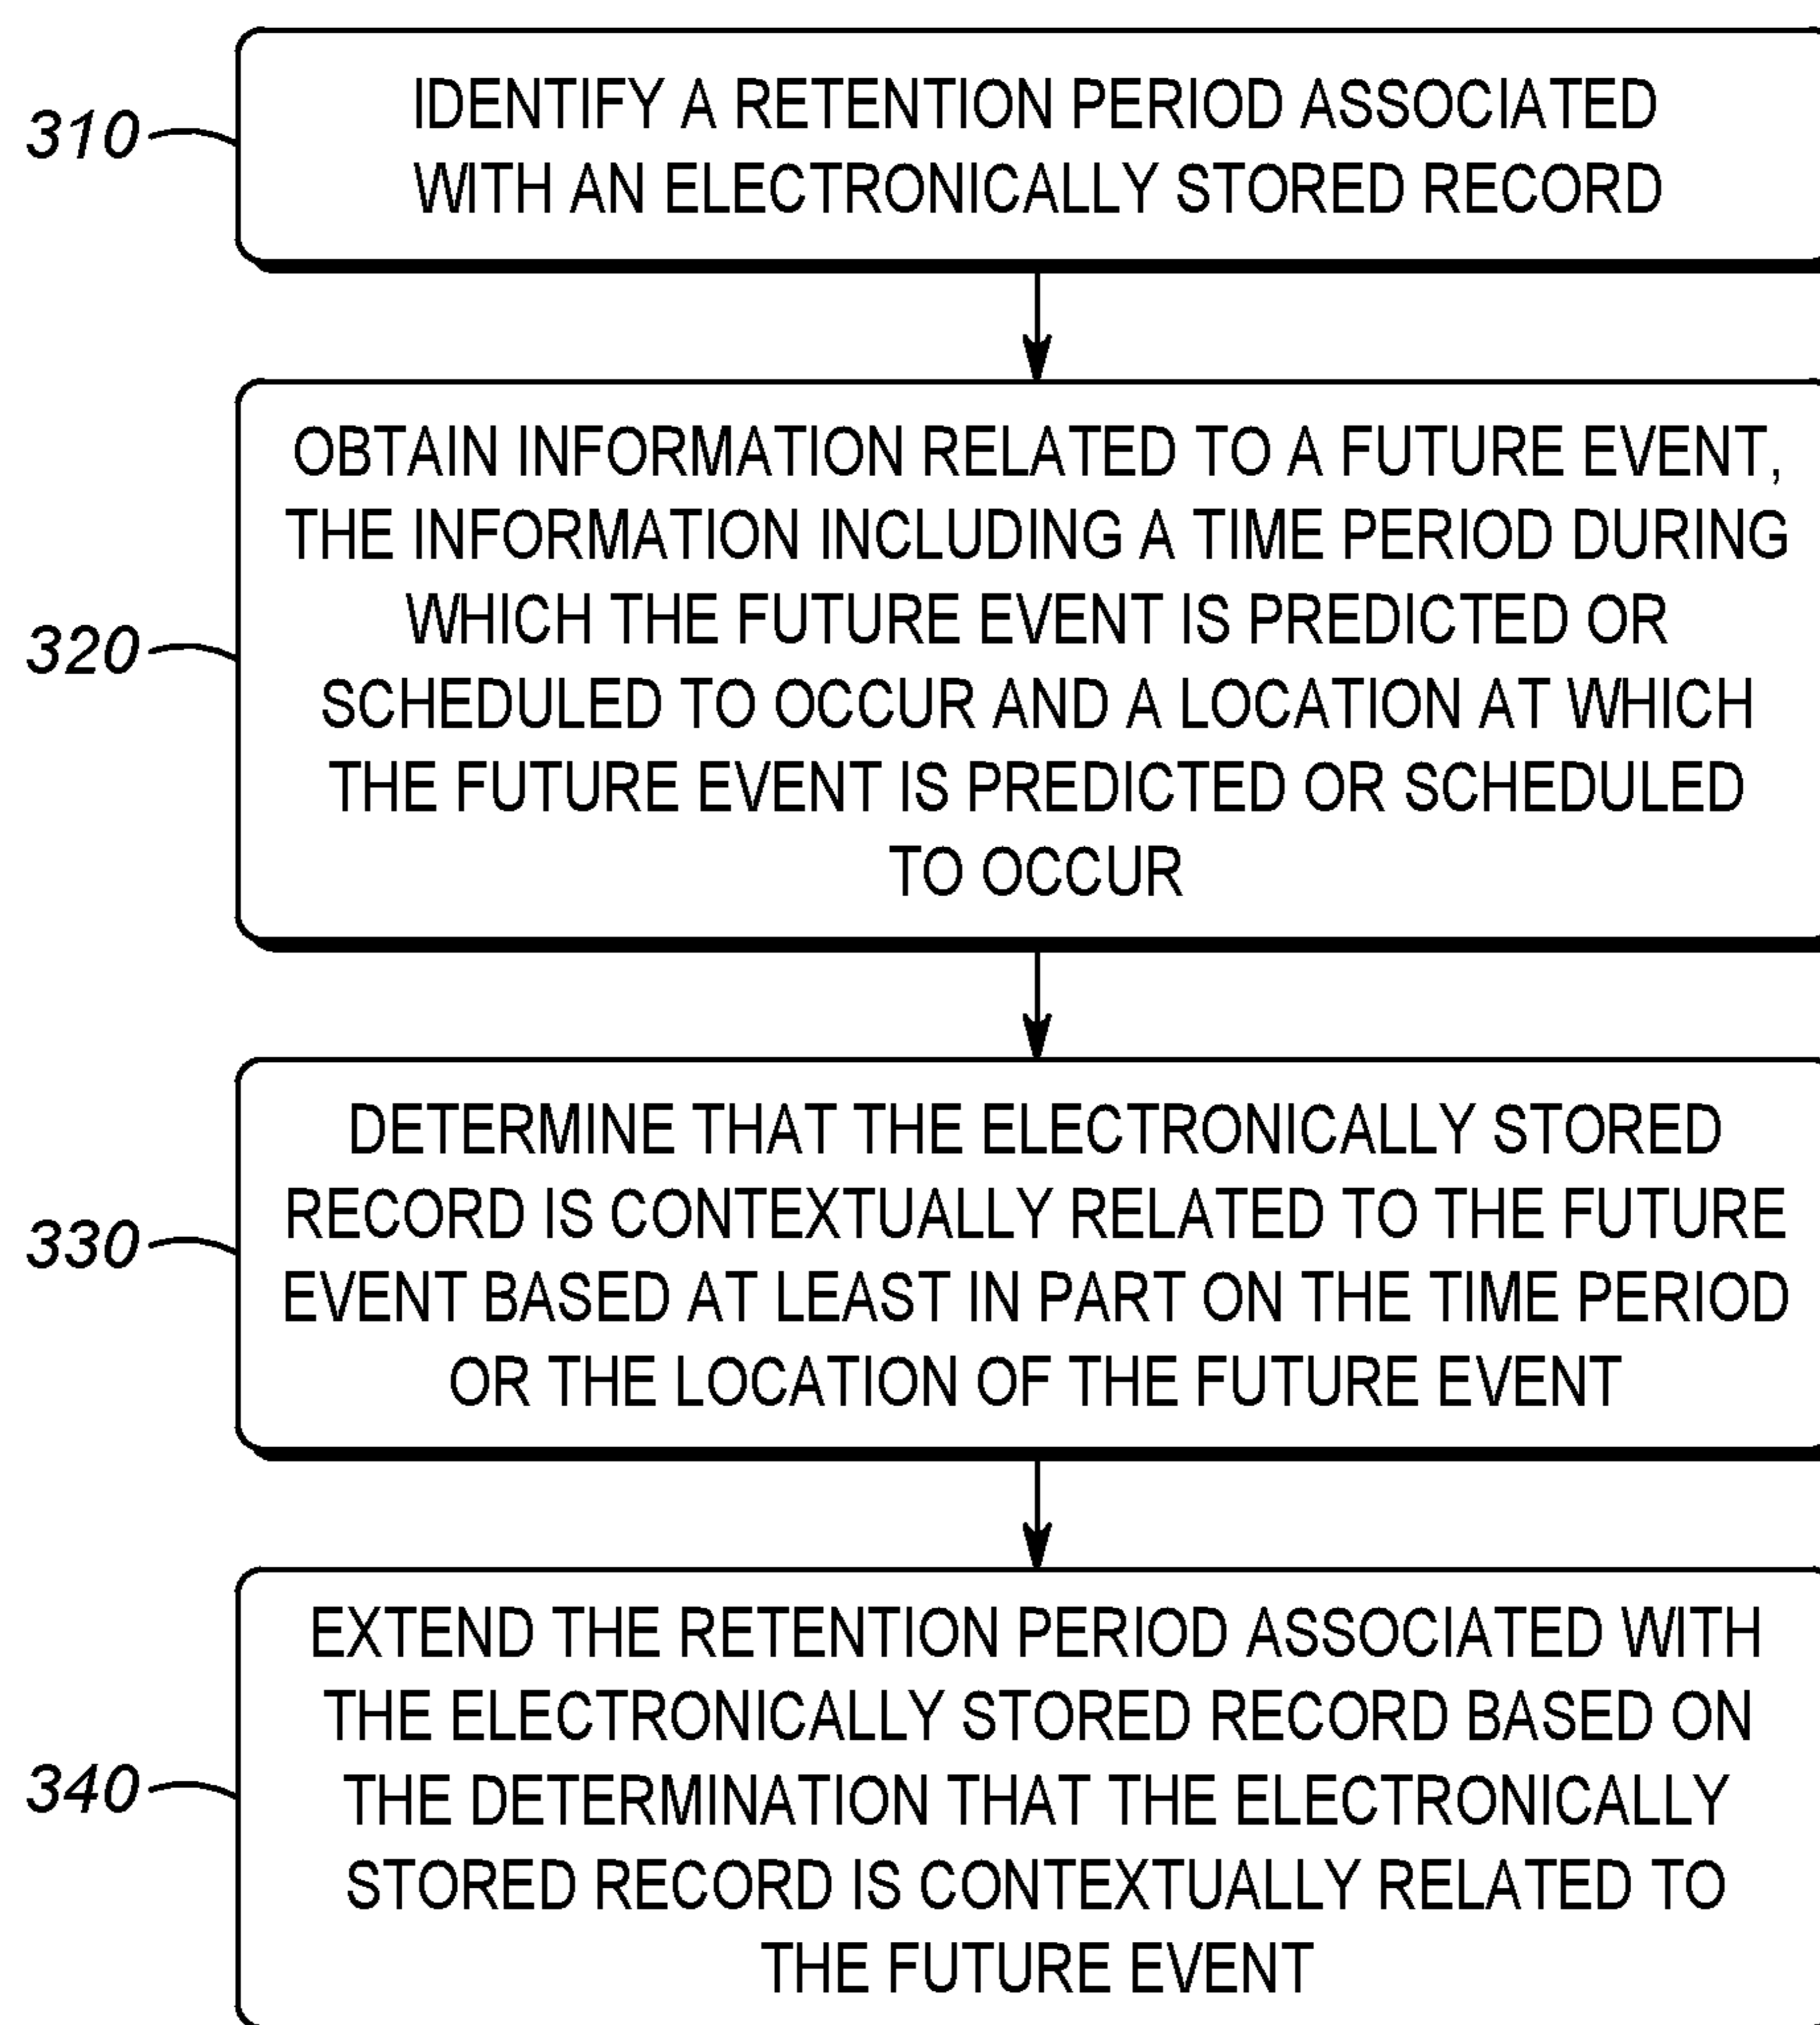 310
IDENTIFY A RETENTION PERIOD ASSOCIATED
WITH AN ELECTRONICALLY STORED RECORD
320
OBTAIN INFORMATION RELATED TO A FUTURE EVENT,
THE INFORMATION INCLUDING A TIME PERIOD DURING
WHICH THE FUTURE EVENT IS PREDICTED OR
SCHEDULED TO OCCUR AND A LOCATION AT WHICH
THE FUTURE EVENT IS PREDICTED OR SCHEDULED
TO OCCUR
330
DETERMINE THAT THE ELECTRONICALLY STORED
RECORD IS CONTEXTUALLY RELATED TO THE FUTURE
EVENT BASED AT LEAST IN PART ON THE TIME PERIOD
OR THE LOCATION OF THE FUTURE EVENT
340
EXTEND THE RETENTION PERIOD ASSOCIATED WITH
THE ELECTRONICALLY STORED RECORD BASED ON
THE DETERMINATION THAT THE ELECTRONICALLY
STORED RECORD IS CONTEXTUALLY RELATED TO
THE FUTURE EVENT